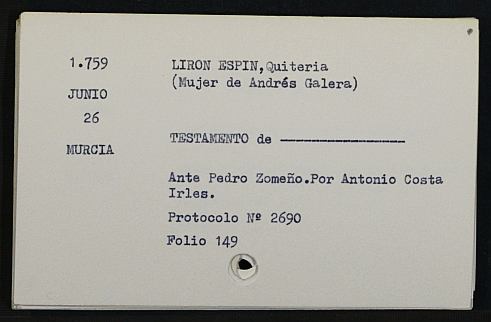 1.759
JUNIO
26
MURCIA
LIRON ESPIN,Quiteria
(Mujer de Andrés Galera)
TESTAMENTO de ------------------
Ante Pedro Zomeño.Por Antonio Costa
Irles.
Protocolo Nº 2690
Folio 149